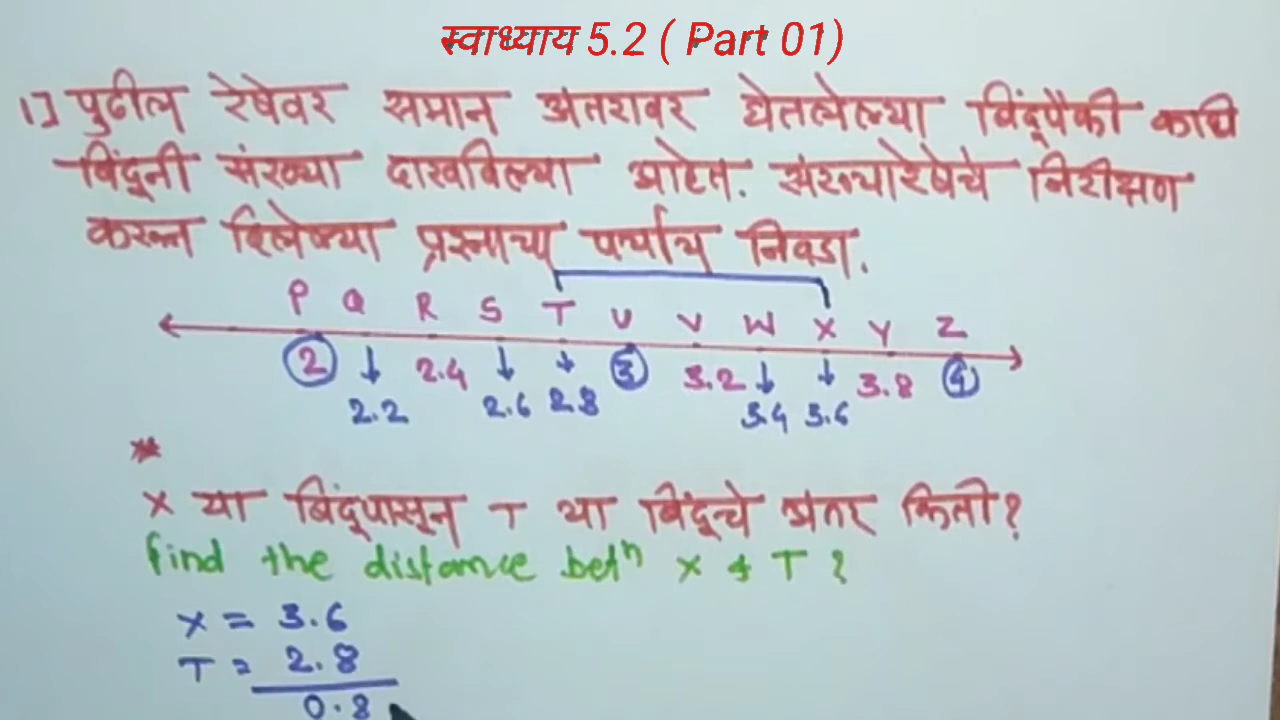 स्वाध्याय 5.2 ( Part 01)
1] पुढील रेषेवर समान अंतरावर घेतलेल्या बिंदूंपैकी काही
बिंदूनी संख्या दाखविल्या आहेत. संख्यारेषेचे निरीक्षण
करून दिलेल्या प्रश्नाचा पर्याय निवडा.
P Q R S T U V W X Y Z
2 ↓ 2.4 ↓ ↓ 3 3.2 ↓ ↓ 3.8 4
2.2 2.6 2.8 3.4 3.6
*
X या बिंदूपासून T या बिंदूचे अंतर किती?
find the distance betⁿ X & T ?
X = 3.6
T = 2.8
0.8